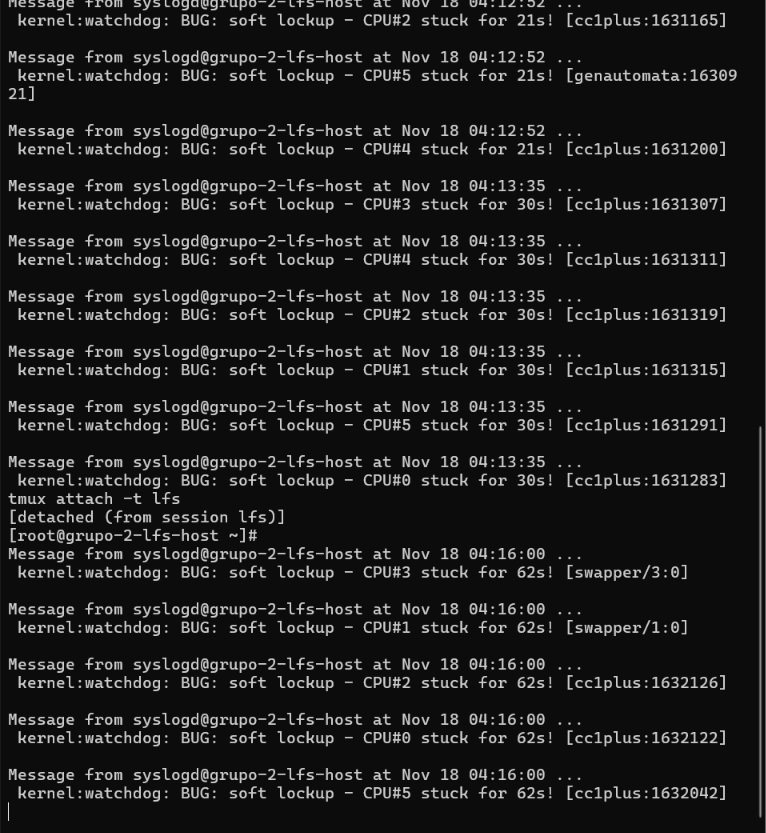 Message from syslogd@grupo-2-lfs-host at Nov 18 04:12:52 ...
 kernel:watchdog: BUG: soft lockup - CPU#2 stuck for 21s! [cc1plus:1631165]

Message from syslogd@grupo-2-lfs-host at Nov 18 04:12:52 ...
 kernel:watchdog: BUG: soft lockup - CPU#5 stuck for 21s! [genautomata:16309
21]

Message from syslogd@grupo-2-lfs-host at Nov 18 04:12:52 ...
 kernel:watchdog: BUG: soft lockup - CPU#4 stuck for 21s! [cc1plus:1631200]

Message from syslogd@grupo-2-lfs-host at Nov 18 04:13:35 ...
 kernel:watchdog: BUG: soft lockup - CPU#3 stuck for 30s! [cc1plus:1631307]

Message from syslogd@grupo-2-lfs-host at Nov 18 04:13:35 ...
 kernel:watchdog: BUG: soft lockup - CPU#4 stuck for 30s! [cc1plus:1631311]

Message from syslogd@grupo-2-lfs-host at Nov 18 04:13:35 ...
 kernel:watchdog: BUG: soft lockup - CPU#2 stuck for 30s! [cc1plus:1631319]

Message from syslogd@grupo-2-lfs-host at Nov 18 04:13:35 ...
 kernel:watchdog: BUG: soft lockup - CPU#1 stuck for 30s! [cc1plus:1631315]

Message from syslogd@grupo-2-lfs-host at Nov 18 04:13:35 ...
 kernel:watchdog: BUG: soft lockup - CPU#5 stuck for 30s! [cc1plus:1631291]

Message from syslogd@grupo-2-lfs-host at Nov 18 04:13:35 ...
 kernel:watchdog: BUG: soft lockup - CPU#0 stuck for 30s! [cc1plus:1631283]
tmux attach -t lfs
[detached (from session lfs)]
[root@grupo-2-lfs-host ~]#
Message from syslogd@grupo-2-lfs-host at Nov 18 04:16:00 ...
 kernel:watchdog: BUG: soft lockup - CPU#3 stuck for 62s! [swapper/3:0]

Message from syslogd@grupo-2-lfs-host at Nov 18 04:16:00 ...
 kernel:watchdog: BUG: soft lockup - CPU#1 stuck for 62s! [swapper/1:0]

Message from syslogd@grupo-2-lfs-host at Nov 18 04:16:00 ...
 kernel:watchdog: BUG: soft lockup - CPU#2 stuck for 62s! [cc1plus:1632126]

Message from syslogd@grupo-2-lfs-host at Nov 18 04:16:00 ...
 kernel:watchdog: BUG: soft lockup - CPU#0 stuck for 62s! [cc1plus:1632122]

Message from syslogd@grupo-2-lfs-host at Nov 18 04:16:00 ...
 kernel:watchdog: BUG: soft lockup - CPU#5 stuck for 62s! [cc1plus:1632042]